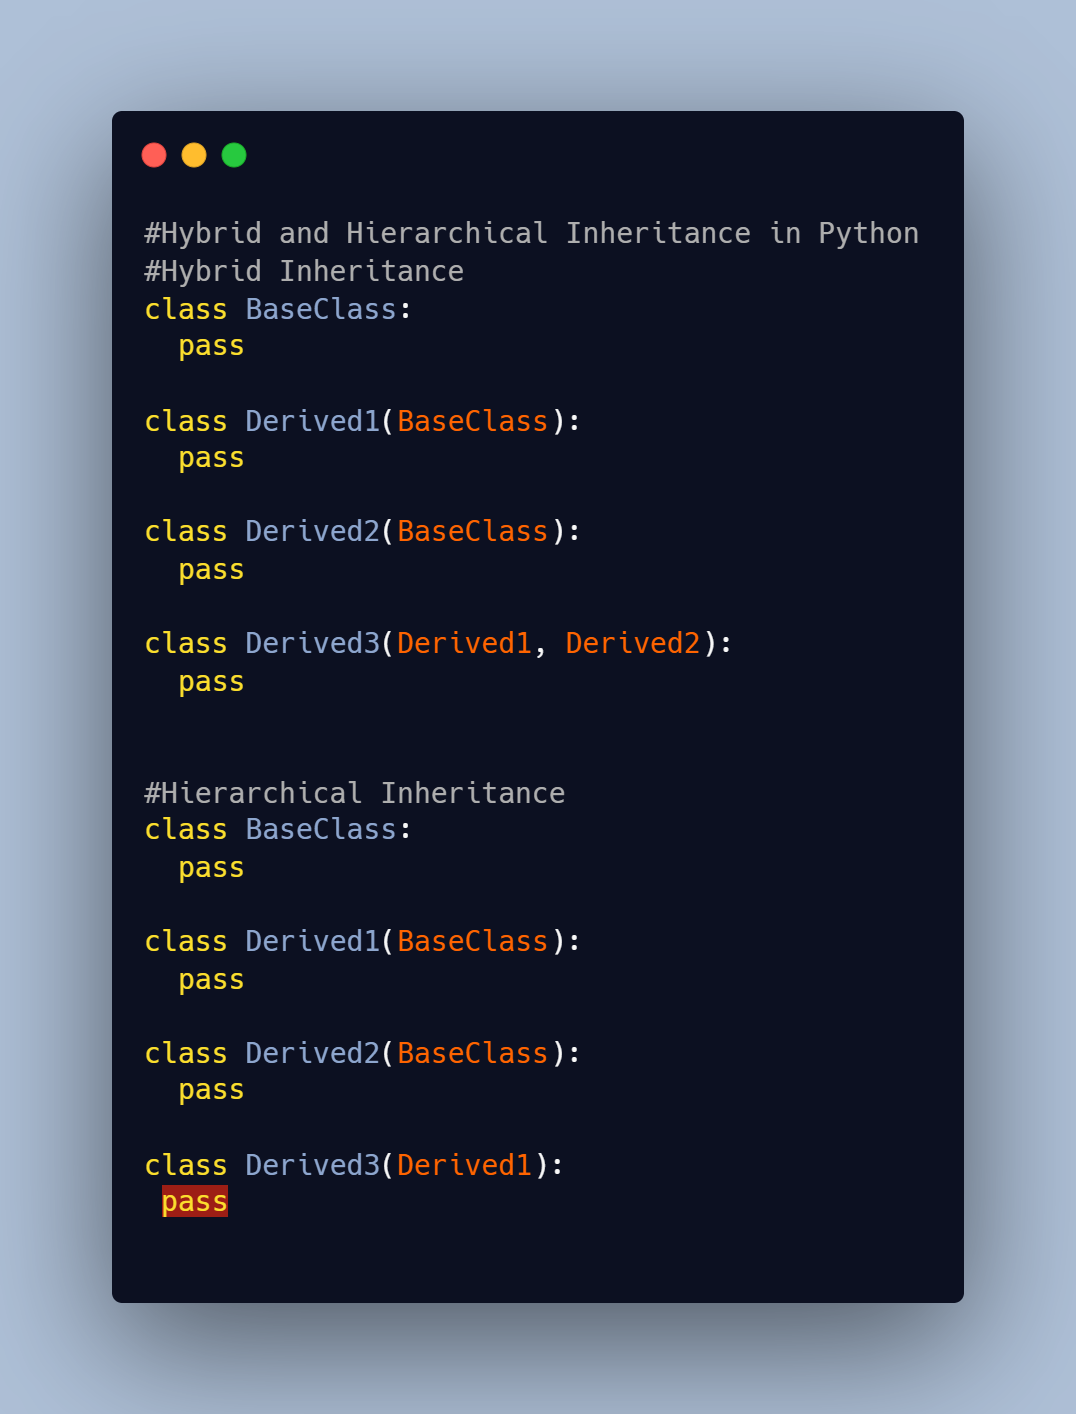 #Hybrid and Hierarchical Inheritance in Python
#Hybrid Inheritance
class BaseClass:
  pass

class Derived1(BaseClass):
  pass

class Derived2(BaseClass):
  pass

class Derived3(Derived1, Derived2):
  pass


#Hierarchical Inheritance
class BaseClass:
  pass

class Derived1(BaseClass):
  pass

class Derived2(BaseClass):
  pass

class Derived3(Derived1):
 pass